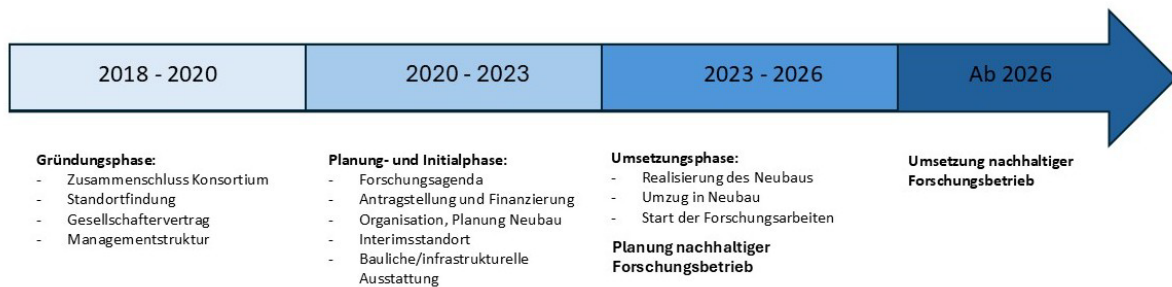 2018 - 2020
2020 - 2023
2023 - 2026
Ab 2026
Gründungsphase:
- Zusammenschluss Konsortium
- Standortfindung
- Gesellschaftervertrag
- Managementstruktur
Planung- und Initialphase:
- Forschungsagenda
- Antragstellung und Finanzierung
- Organisation, Planung Neubau
- Interimsstandort
- Bauliche/infrastrukturelle
Ausstattung
Umsetzungsphase:
- Realisierung des Neubaus
- Umzug in Neubau
- Start der Forschungsarbeiten
Planung nachhaltiger
Forschungsbetrieb
Umsetzung nachhaltiger
Forschungsbetrieb